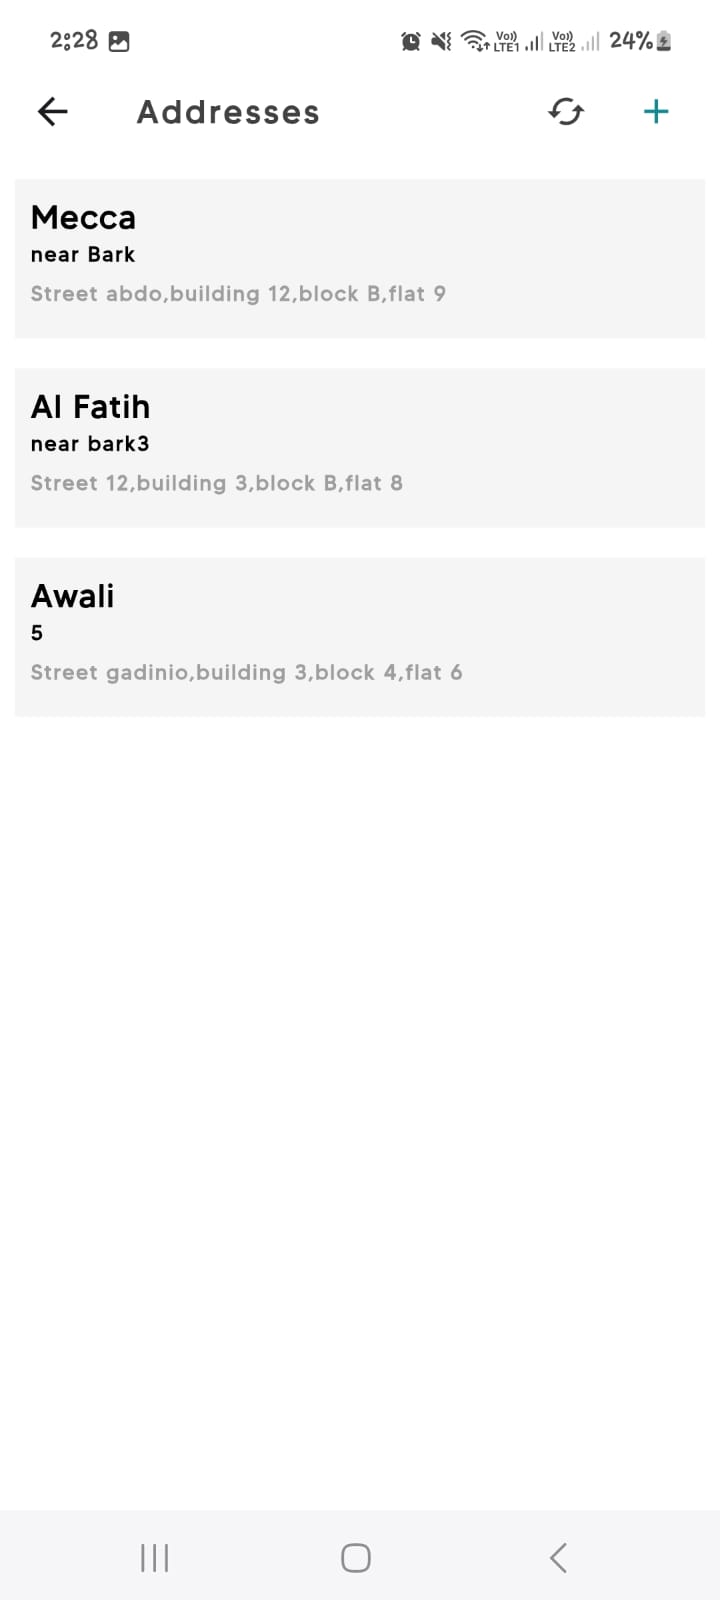 2:28 Vo)) LTE1 Vo)) LTE2 24%
Addresses
Mecca
near Bark
Street abdo,building 12,block B,flat 9
Al Fatih
near bark3
Street 12,building 3,block B,flat 8
Awali
5
Street gadinio,building 3,block 4,flat 6